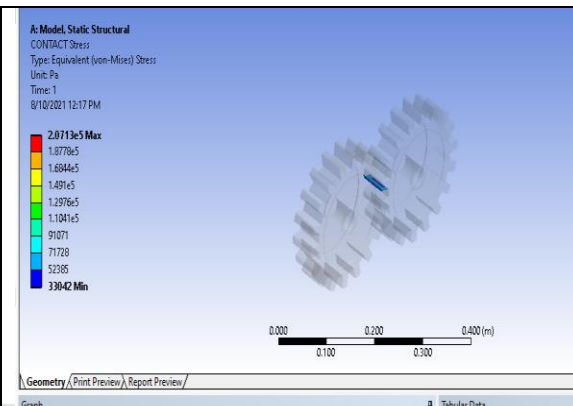 A: Model, Static Structural
CONTACT Stress
Type: Equivalent (von-Mises) Stress
Unit: Pa
Time: 1
8/10/2021 12:17 PM
2.0713e5 Max
1.8778e5
1.6844e5
1.491e5
1.2976e5
1.1041e5
91071
71728
52385
33042 Min
0.000 0.200 0.400 (m)
0.100 0.300
Geometry Print Preview Report Preview
Graph Tabular Data